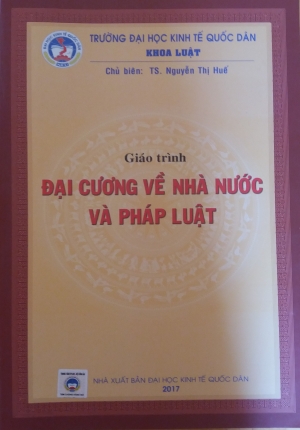 TRƯỜNG ĐẠI HỌC KINH TẾ QUỐC DÂN
KHOA LUẬT
Chủ biên: TS. Nguyễn Thị Huế
Giáo trình
ĐẠI CƯƠNG VỀ NHÀ NƯỚC
VÀ PHÁP LUẬT
NHÀ XUẤT BẢN ĐẠI HỌC KINH TẾ QUỐC DÂN
2017